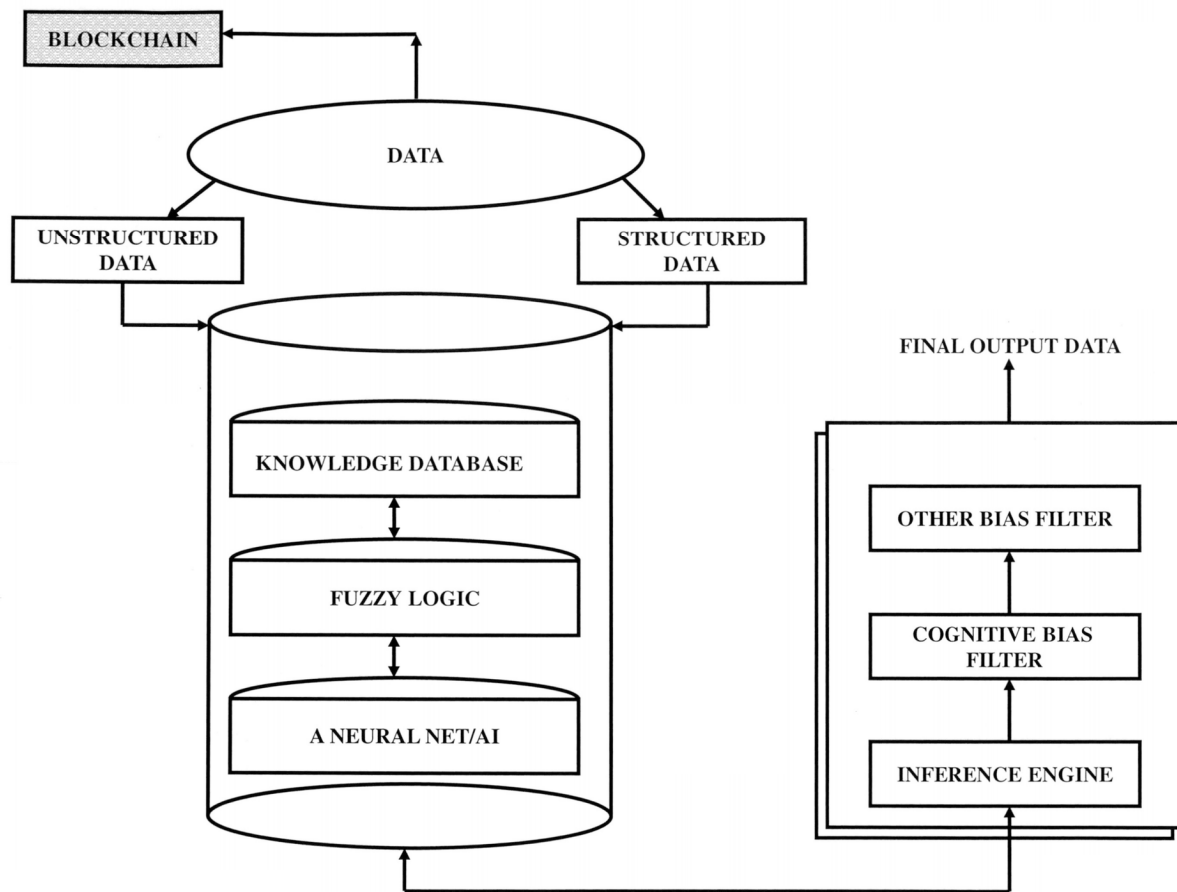 BLOCKCHAIN
DATA
UNSTRUCTURED
DATA
STRUCTURED
DATA
KNOWLEDGE DATABASE
FUZZY LOGIC
A NEURAL NET/AI
FINAL OUTPUT DATA
OTHER BIAS FILTER
COGNITIVE BIAS
FILTER
INFERENCE ENGINE